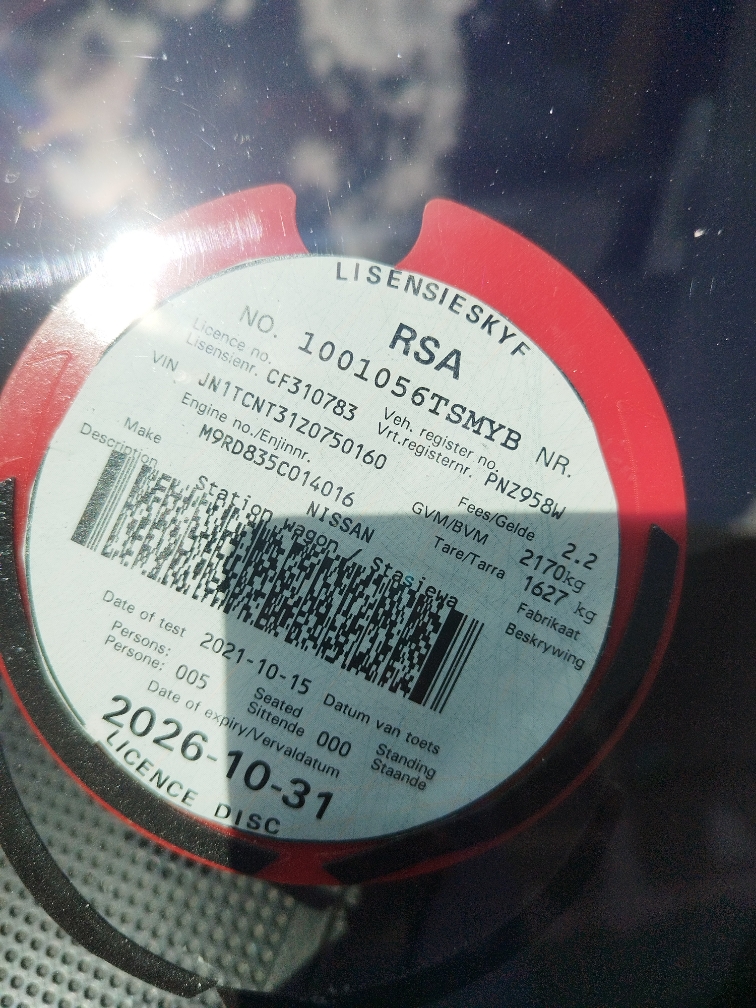 LISENSIESKYF
RSA
NO. 1001056TSMYB NR.
Licence no.
Lisensienr. CF310783 Veh. register no.
Vrt.registernr. PNZ958W
VIN JN1TCNT31Z0750160
Engine no./Enjinnr.
M9RD835C014016
Fees/Gelde 2.2
GVM/BVM 2170kg
Tare/Tarra 1627 kg
Make NISSAN Fabrikaat
Description Station wagon / Stasiewa Beskrywing
Date of test 2021-10-15 Datum van toets
Persons:
Persone: 005 Seated
Sittende 000 Standing
Staande
Date of expiry/Vervaldatum
2026-10-31
LICENCE DISC